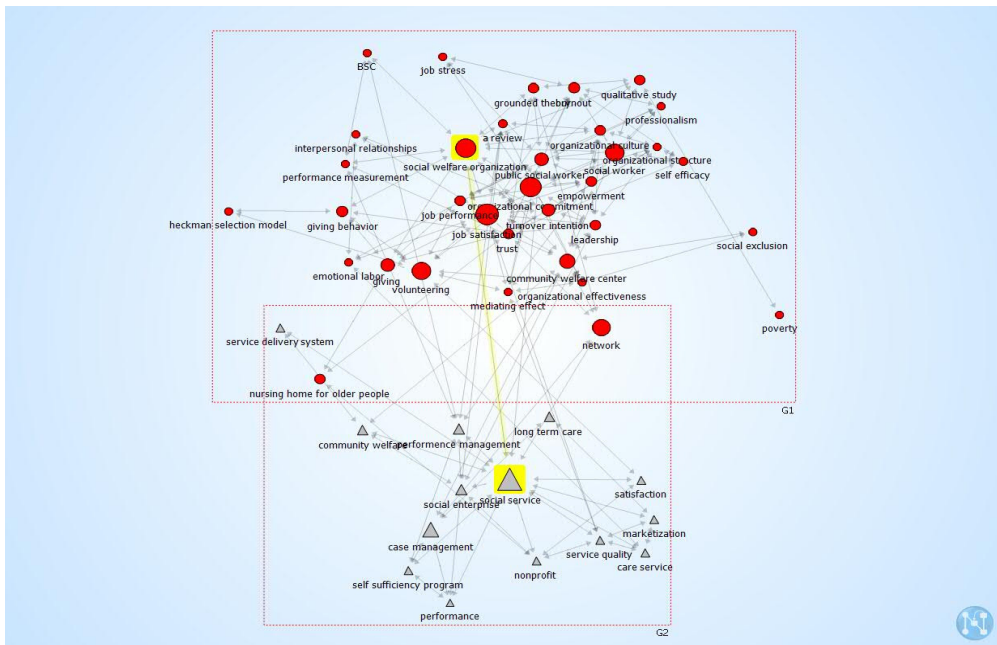 BSC
job stress
qualitative study
grounded theory
burnout
professionalism
a review
organizational culture
interpersonal relationships
social welfare organization
organizational structure
public social worker
social worker
self efficacy
performance measurement
empowerment
organizational commitment
job performance
heckman selection model
giving behavior
turnover intention
job satisfaction
leadership
trust
social exclusion
emotional labor
giving
community welfare center
volunteering
organizational effectiveness
mediating effect
poverty
service delivery system
network
nursing home for older people
G1
long term care
community welfare
performence management
satisfaction
social enterprise
social service
marketization
case management
service quality
care service
nonprofit
self sufficiency program
performance
G2